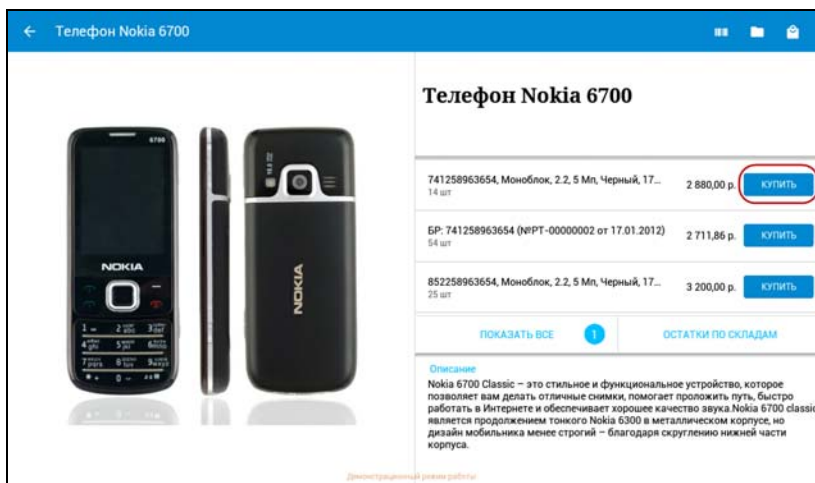 Телефон Nokia 6700
Телефон Nokia 6700
741258963654, Моноблок, 2.2, 5 Мп, Черный, 17...
14 шт
2 880,00 р.
КУПИТЬ
БР: 741258963654 (№РТ-00000002 от 17.01.2012)
54 шт
2 711,86 р.
КУПИТЬ
852258963654, Моноблок, 2.2, 5 Мп, Черный, 17...
25 шт
3 200,00 р.
КУПИТЬ
ПОКАЗАТЬ ВСЕ 1 ОСТАТКИ ПО СКЛАДАМ
Описание
Nokia 6700 Classic – это стильное и функциональное устройство, которое
позволяет вам делать отличные снимки, помогает проложить путь, быстро
работать в Интернете и обеспечивает хорошее качество звука.Nokia 6700 classic
является продолжением тонкого Nokia 6300 в металлическом корпусе, но
дизайн мобильника менее строгий – благодаря скруглению нижней части
корпуса.
6700
NOKIA
NOKIA
Демонстрационный режим работы